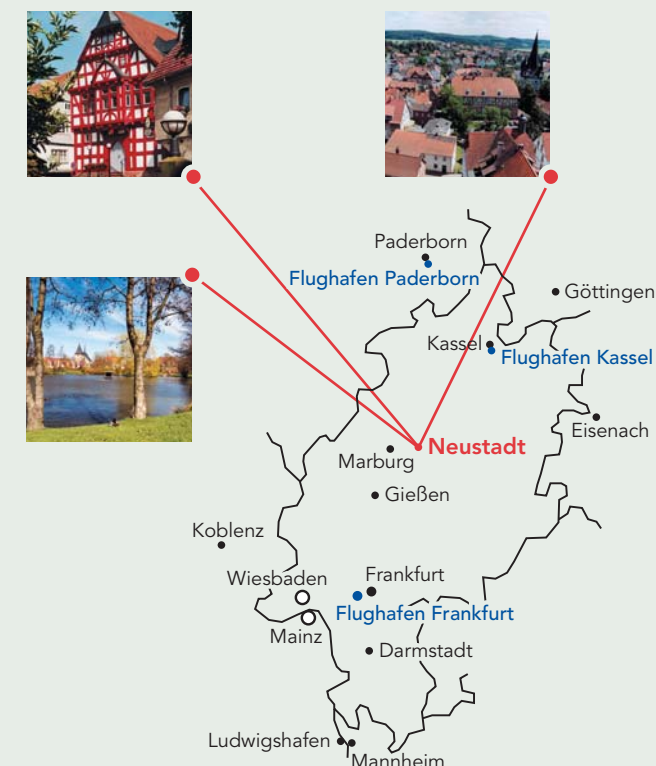 Paderborn
Flughafen Paderborn
Göttingen
Kassel
Flughafen Kassel
Eisenach
Neustadt
Marburg
Gießen
Koblenz
Wiesbaden
Frankfurt
Flughafen Frankfurt
Mainz
Darmstadt
Ludwigshafen
Mannheim